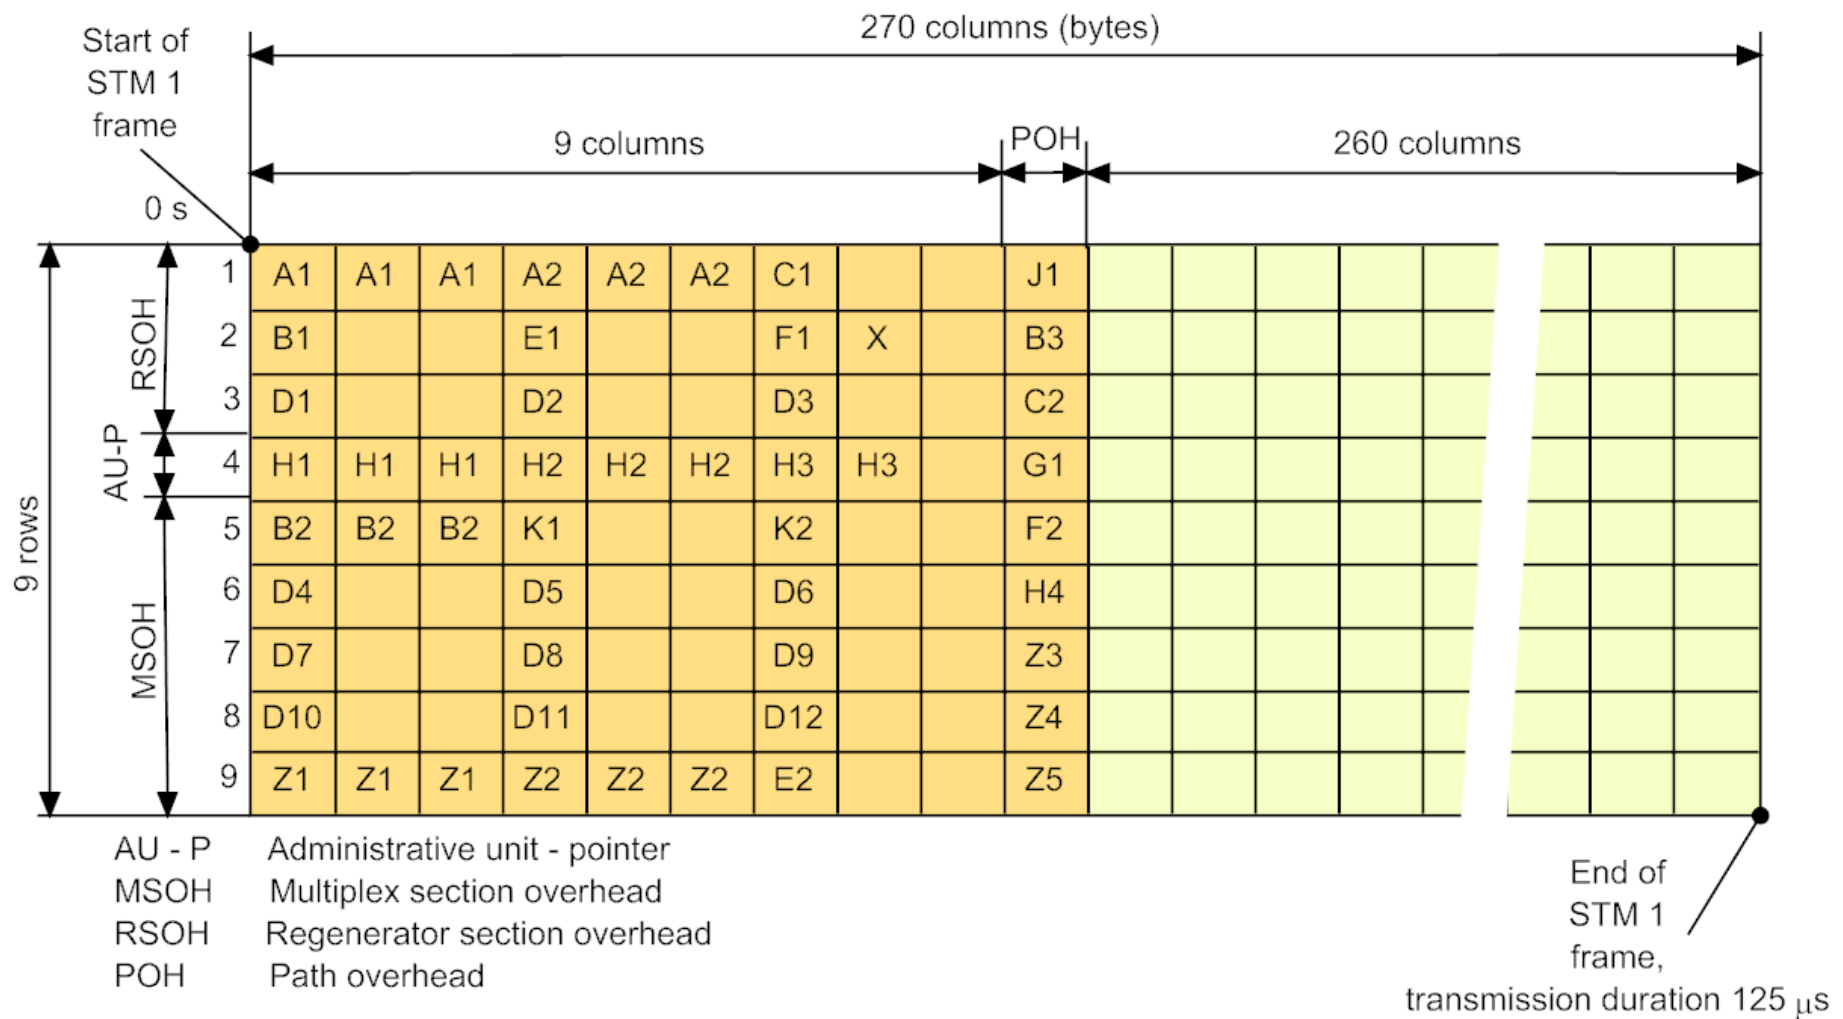 270 columns (bytes)
Start of
STM 1
frame
9 columns
POH
260 columns
0 s
9 rows
RSOH
AU-P
MSOH
1 A1 A1 A1 A2 A2 A2 C1 J1
2 B1 E1 F1 X B3
3 D1 D2 D3 C2
4 H1 H1 H1 H2 H2 H2 H3 H3 G1
5 B2 B2 B2 K1 K2 F2
6 D4 D5 D6 H4
7 D7 D8 D9 Z3
8 D10 D11 D12 Z4
9 Z1 Z1 Z1 Z2 Z2 Z2 E2 Z5
AU - P Administrative unit - pointer
MSOH Multiplex section overhead
RSOH Regenerator section overhead
POH Path overhead
End of
STM 1
frame,
transmission duration 125 μs